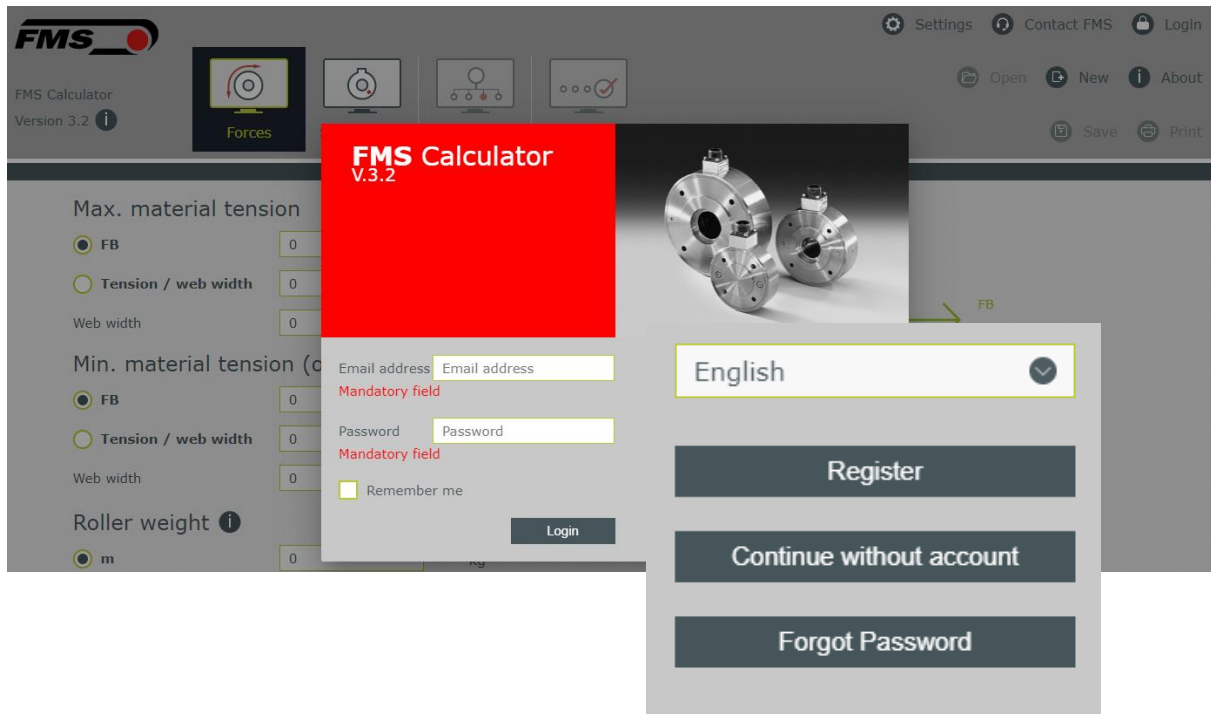 FMS
Settings
Contact FMS
Login
FMS Calculator
Version 3.2
Forces
Open
New
About
Save
Print
FMS Calculator
V.3.2
Max. material tension
FB
0
Tension / web width
0
Web width
0
FB
Min. material tension (o
FB
0
Tension / web width
0
Web width
0
Roller weight
m
0
kg
Email address
Email address
Mandatory field
Password
Password
Mandatory field
Remember me
Login
English
Register
Continue without account
Forgot Password